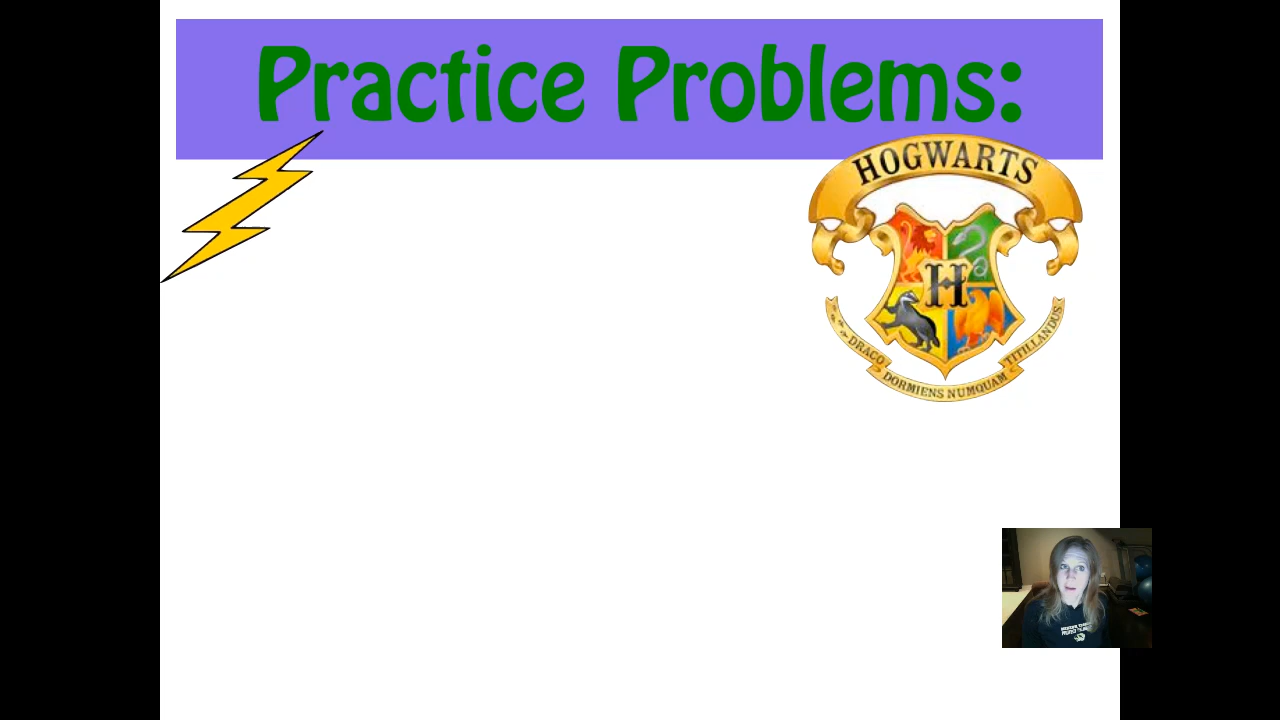 Practice Problems:
HOGWARTS
H
DRACO
DORMIENS NUMQUAM
TITILLANDUS